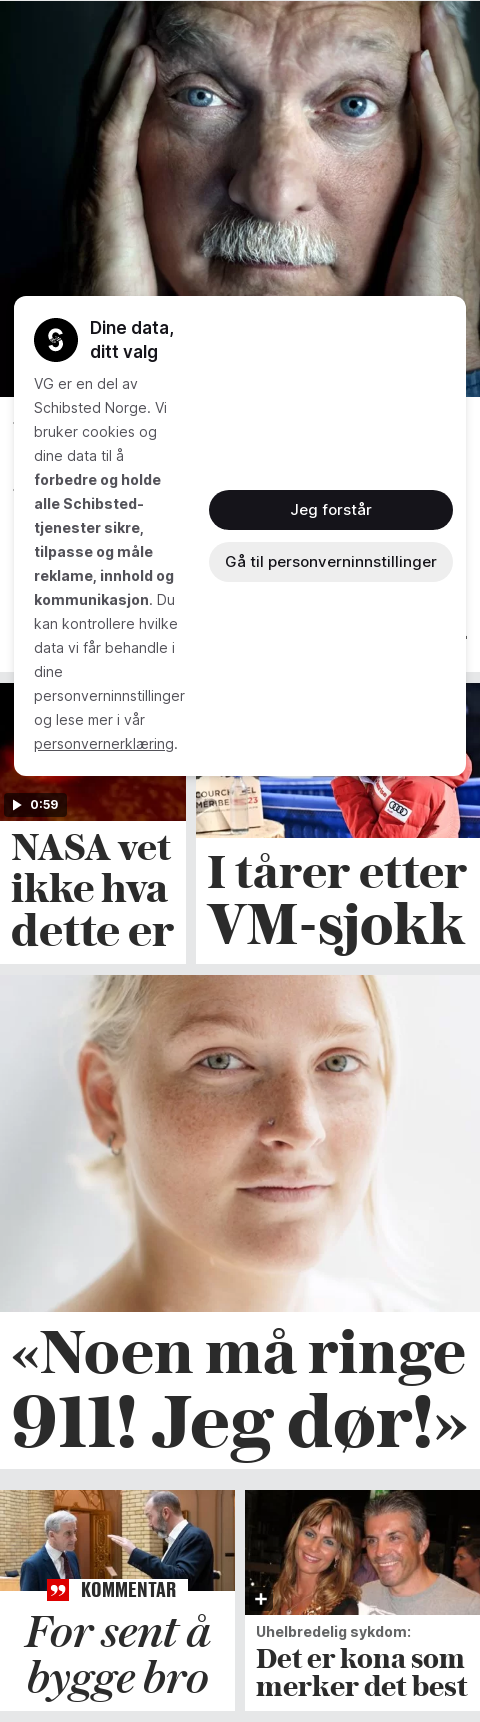 Dine data,
ditt valg
VG er en del av
Schibsted Norge. Vi
bruker cookies og
dine data til å
forbedre og holde
alle Schibsted-
tjenester sikre,
tilpasse og måle
reklame, innhold og
kommunikasjon. Du
kan kontrollere hvilke
data vi får behandle i
dine
personverninnstillinger
og lese mer i vår
personvernerklæring.
Jeg forstår
Gå til personverninnstillinger
0:59
NASA vet
ikke hva
dette er
COURCHEVEL
MERIBEL 23
Audi
I tårer etter
VM-sjokk
«Noen må ringe
911! Jeg dør!»
KOMMENTAR
For sent å
bygge bro
Uhelbredelig sykdom:
Det er kona som
merker det best